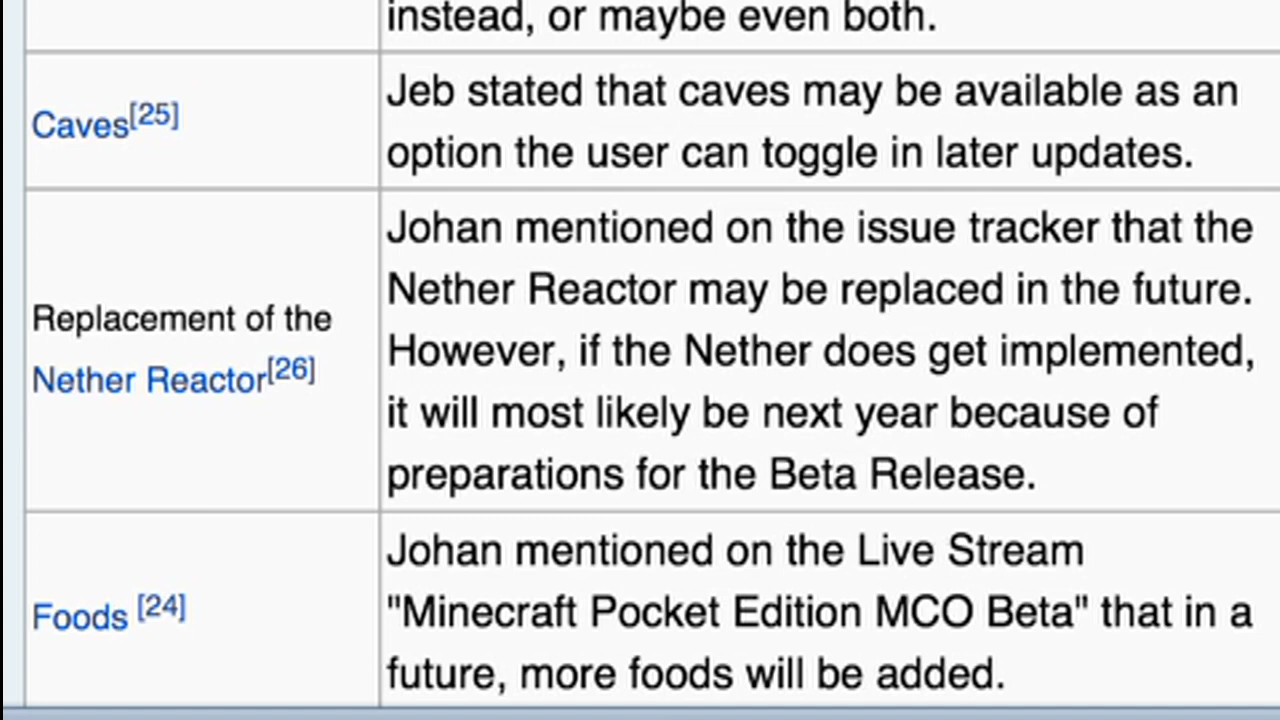 instead, or maybe even both.
Caves[25]
Jeb stated that caves may be available as an
option the user can toggle in later updates.
Replacement of the
Nether Reactor[26]
Johan mentioned on the issue tracker that the
Nether Reactor may be replaced in the future.
However, if the Nether does get implemented,
it will most likely be next year because of
preparations for the Beta Release.
Foods [24]
Johan mentioned on the Live Stream
"Minecraft Pocket Edition MCO Beta" that in a
future, more foods will be added.